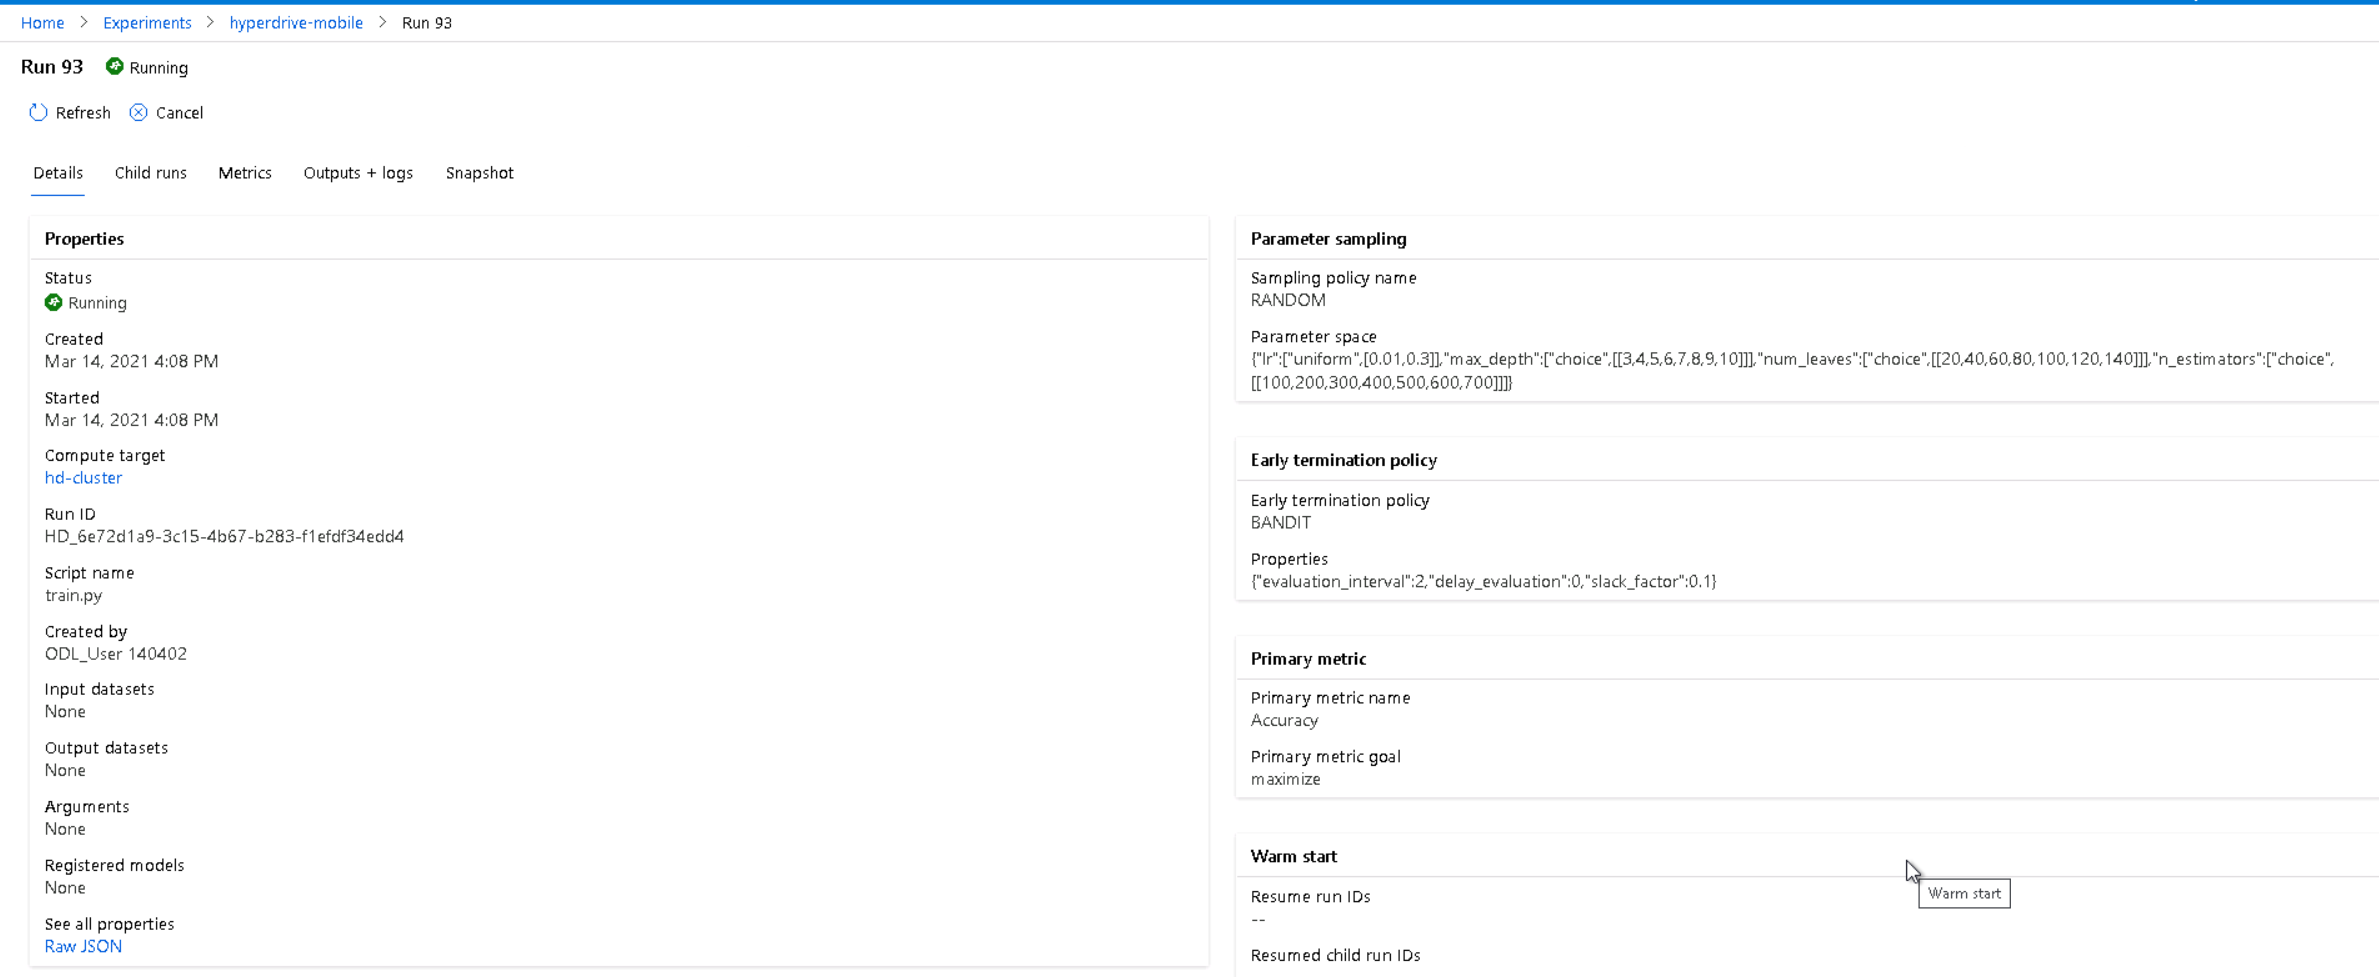 Home > Experiments > hyperdrive-mobile > Run 93
Run 93 Running
Refresh Cancel
Details Child runs Metrics Outputs + logs Snapshot
Properties
Status
Running
Created
Mar 14, 2021 4:08 PM
Started
Mar 14, 2021 4:08 PM
Compute target
hd-cluster
Run ID
HD_6e72d1a9-3c15-4b67-b283-f1efdf34edd4
Script name
train.py
Created by
ODL_User 140402
Input datasets
None
Output datasets
None
Arguments
None
Registered models
None
See all properties
Raw JSON
Parameter sampling
Sampling policy name
RANDOM
Parameter space
{"lr":["uniform",[0.01,0.3]],"max_depth":["choice",[[3,4,5,6,7,8,9,10]]],"num_leaves":["choice",[[20,40,60,80,100,120,140]]],"n_estimators":["choice",
[[100,200,300,400,500,600,700]]]}
Early termination policy
Early termination policy
BANDIT
Properties
{"evaluation_interval":2,"delay_evaluation":0,"slack_factor":0.1}
Primary metric
Primary metric name
Accuracy
Primary metric goal
maximize
Warm start
Warm start
Resume run IDs
--
Resumed child run IDs